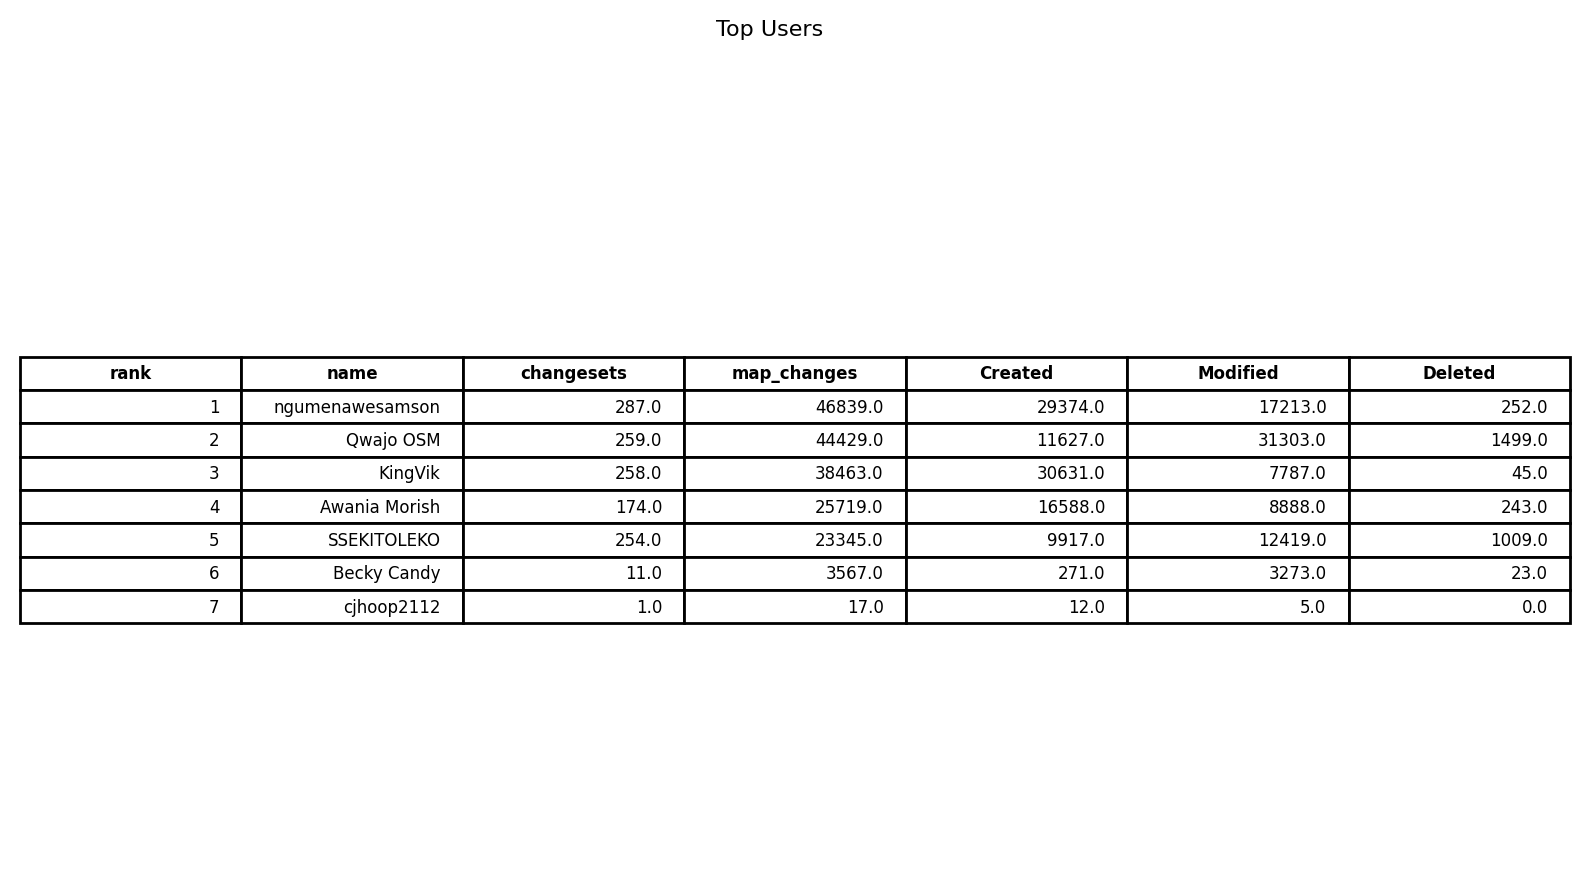 Top Users
rank name changesets map_changes Created Modified Deleted
1 ngumenawesamson 287.0 46839.0 29374.0 17213.0 252.0
2 Qwajo OSM 259.0 44429.0 11627.0 31303.0 1499.0
3 KingVik 258.0 38463.0 30631.0 7787.0 45.0
4 Awania Morish 174.0 25719.0 16588.0 8888.0 243.0
5 SSEKITOLEKO 254.0 23345.0 9917.0 12419.0 1009.0
6 Becky Candy 11.0 3567.0 271.0 3273.0 23.0
7 cjhoop2112 1.0 17.0 12.0 5.0 0.0